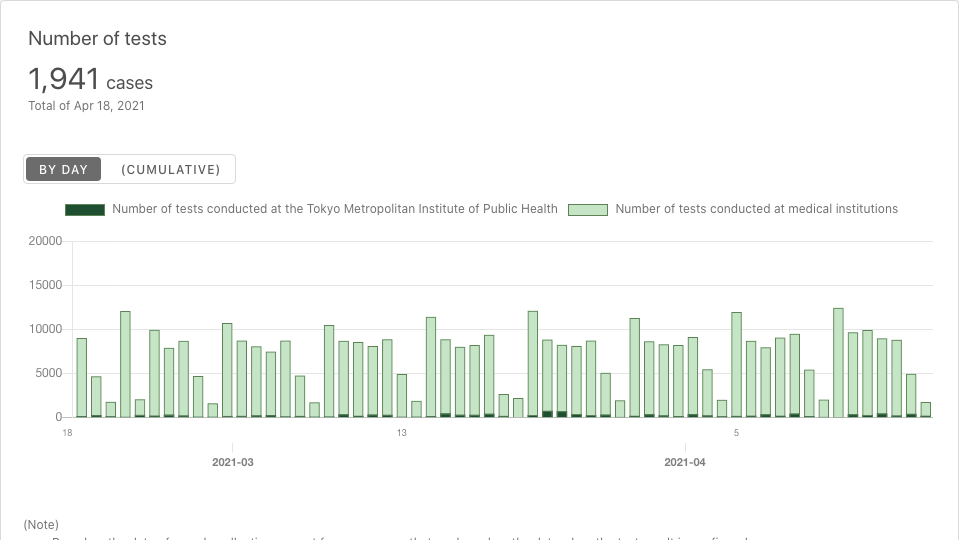 Number of tests
1,941 cases
Total of Apr 18, 2021
BY DAY (CUMULATIVE)
Number of tests conducted at the Tokyo Metropolitan Institute of Public Health Number of tests conducted at medical institutions
20000
15000
10000
5000
0
18 13 5
2021-03 2021-04
(Note)